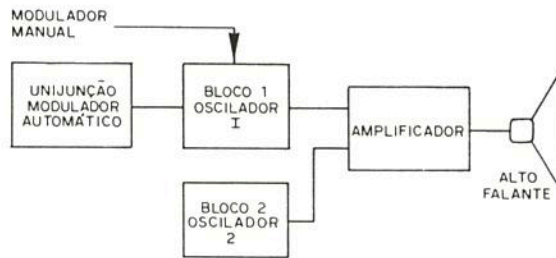 MODULADOR
MANUAL
UNIJUNÇÃO
MODULADOR
AUTOMÁTICO
BLOCO 1
OSCILADOR
I
AMPLIFICADOR
ALTO
FALANTE
BLOCO 2
OSCILADOR
2